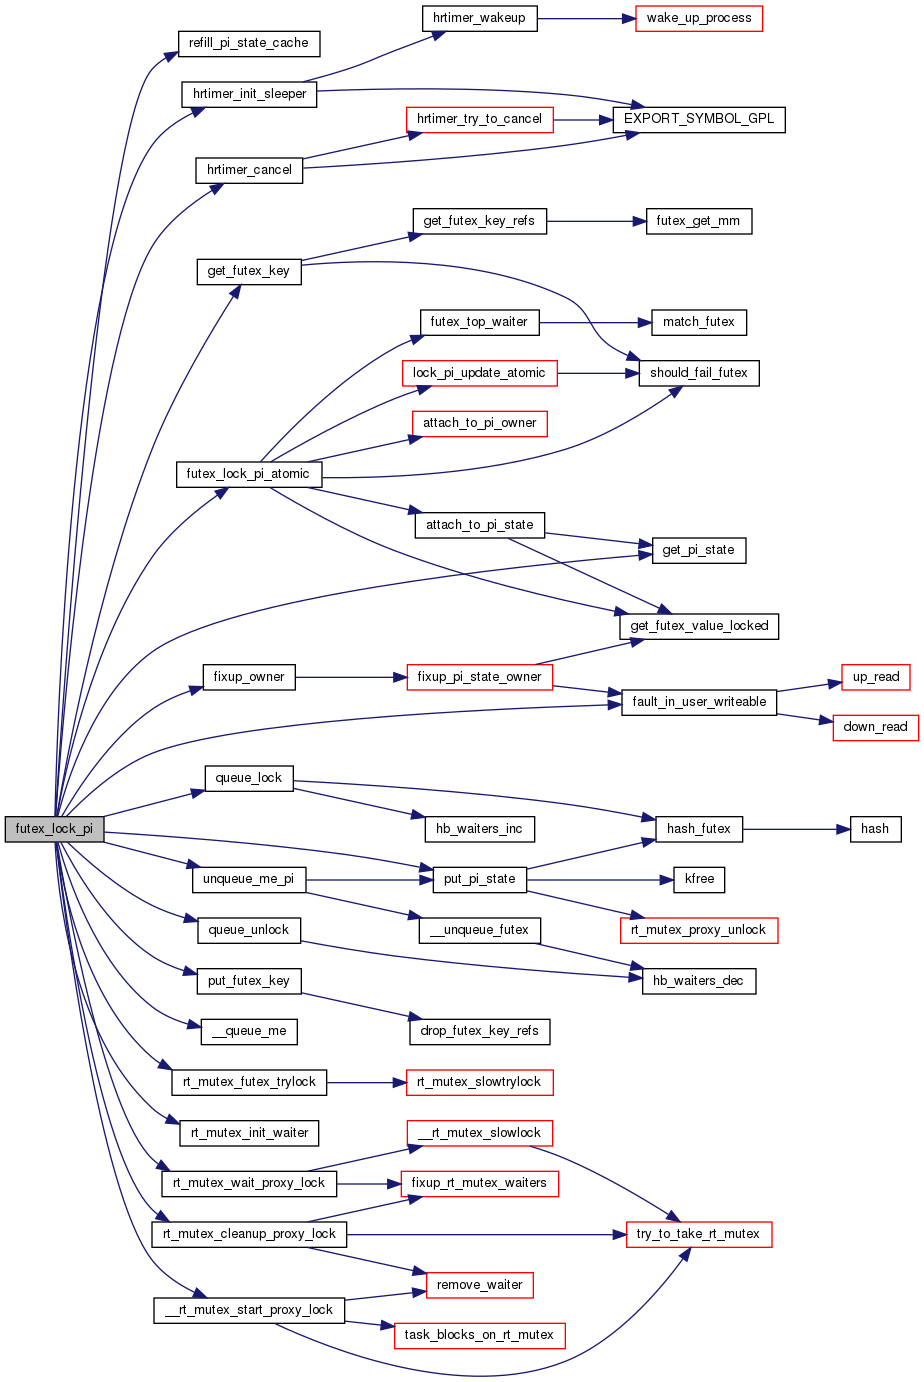 hrtimer_wakeup
wake_up_process
refill_pi_state_cache
hrtimer_init_sleeper
hrtimer_try_to_cancel
EXPORT_SYMBOL_GPL
hrtimer_cancel
get_futex_key_refs
futex_get_mm
get_futex_key
futex_top_waiter
match_futex
lock_pi_update_atomic
should_fail_futex
attach_to_pi_owner
futex_lock_pi_atomic
attach_to_pi_state
get_pi_state
get_futex_value_locked
fixup_owner
fixup_pi_state_owner
up_read
fault_in_user_writeable
down_read
queue_lock
futex_lock_pi
hb_waiters_inc
hash_futex
hash
unqueue_me_pi
put_pi_state
kfree
queue_unlock
__unqueue_futex
rt_mutex_proxy_unlock
put_futex_key
hb_waiters_dec
__queue_me
drop_futex_key_refs
rt_mutex_futex_trylock
rt_mutex_slowtrylock
rt_mutex_init_waiter
__rt_mutex_slowlock
rt_mutex_wait_proxy_lock
fixup_rt_mutex_waiters
rt_mutex_cleanup_proxy_lock
try_to_take_rt_mutex
remove_waiter
__rt_mutex_start_proxy_lock
task_blocks_on_rt_mutex